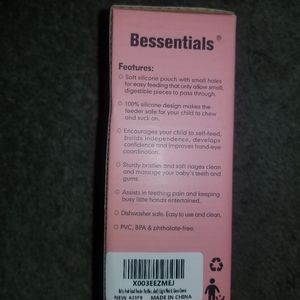 Bessentials®
Features:
Soft silicone pouch with small holes
for easy feeding that only allow small,
digestible pieces to pass through.
100% silicone design makes the
feeder safe for your child to chew
and suck on.
Encourages your child to self-feed,
builds independence, develops
confidence and improves hand-eye
coordination.
Sturdy bristles and soft ridges clean
and massage your baby's teeth and
gums.
Assists in teething pain and keeping
busy little hands entertained.
Dishwasher safe. Easy to use and clean.
PVC, BPA & phthalate-free.
X003EEZMEJ
NEW
MADE IN CHINA